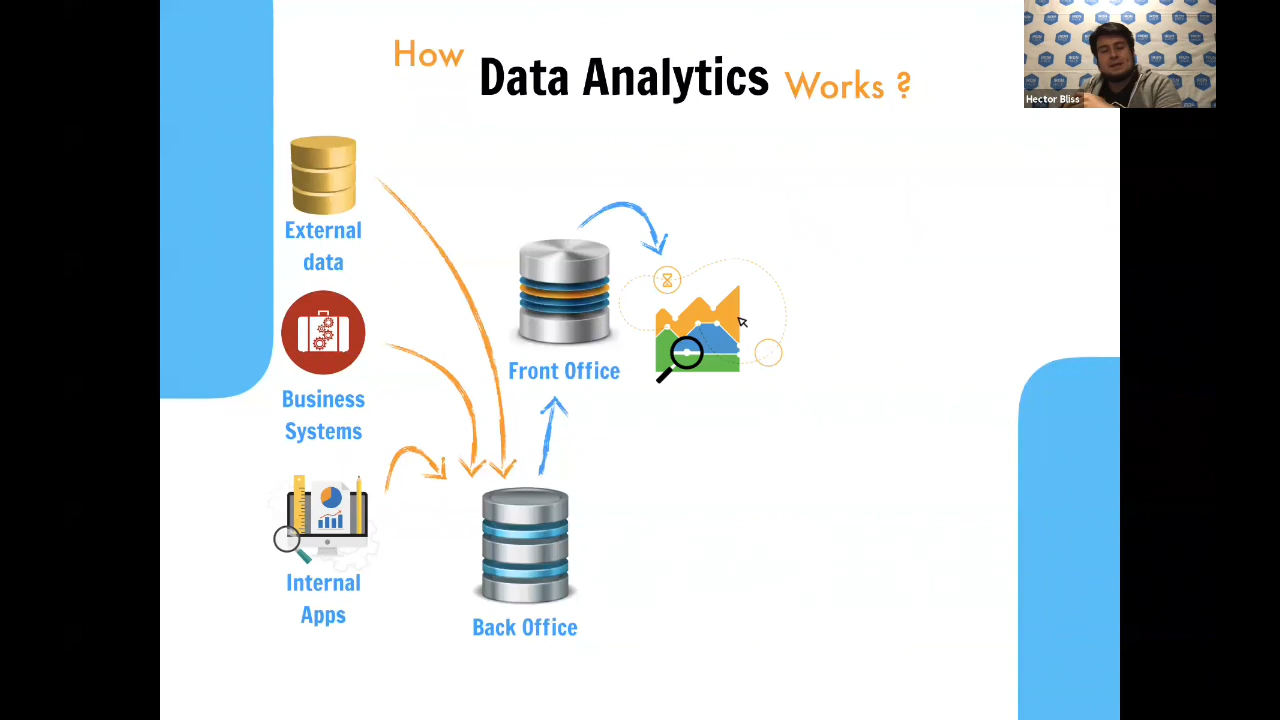 How Data Analytics Works ?
Hector Bliss
External
data
Business
Systems
Front Office
Internal
Apps
Back Office